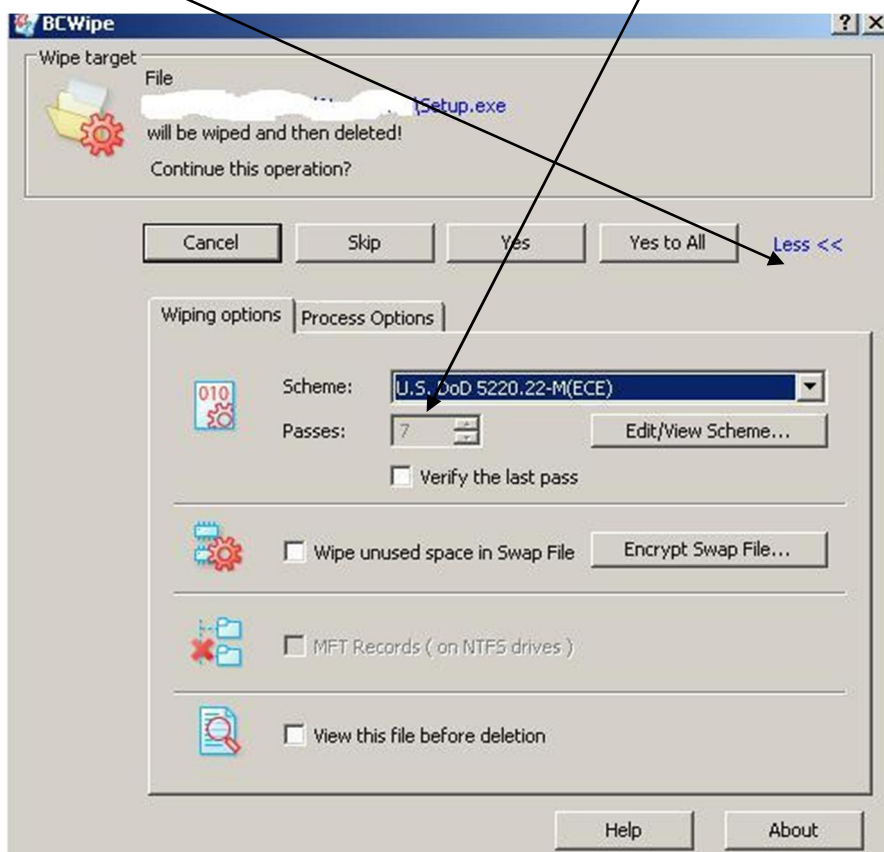 BCWipe
Wipe target
File
\Setup.exe
will be wiped and then deleted!
Continue this operation?
Cancel Skip Yes Yes to All Less <<
Wiping options Process Options
Scheme: U.S. DoD 5220.22-M(ECE)
Passes: 7 Edit/View Scheme...
Verify the last pass
Wipe unused space in Swap File Encrypt Swap File...
MFT Records ( on NTFS drives )
View this file before deletion
Help About